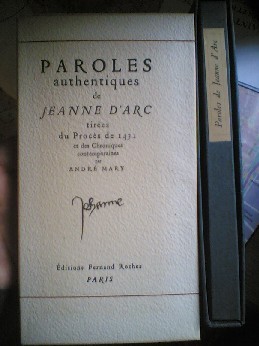 PAROLES
authentiques
de
JEANNE D'ARC
tirées
du Procès de 1431
et des Chroniques
contemporaines
par
ANDRÉ MARY
Jehanne
Éditions Fernand Roches
PARIS
Paroles de Jeanne d'Arc